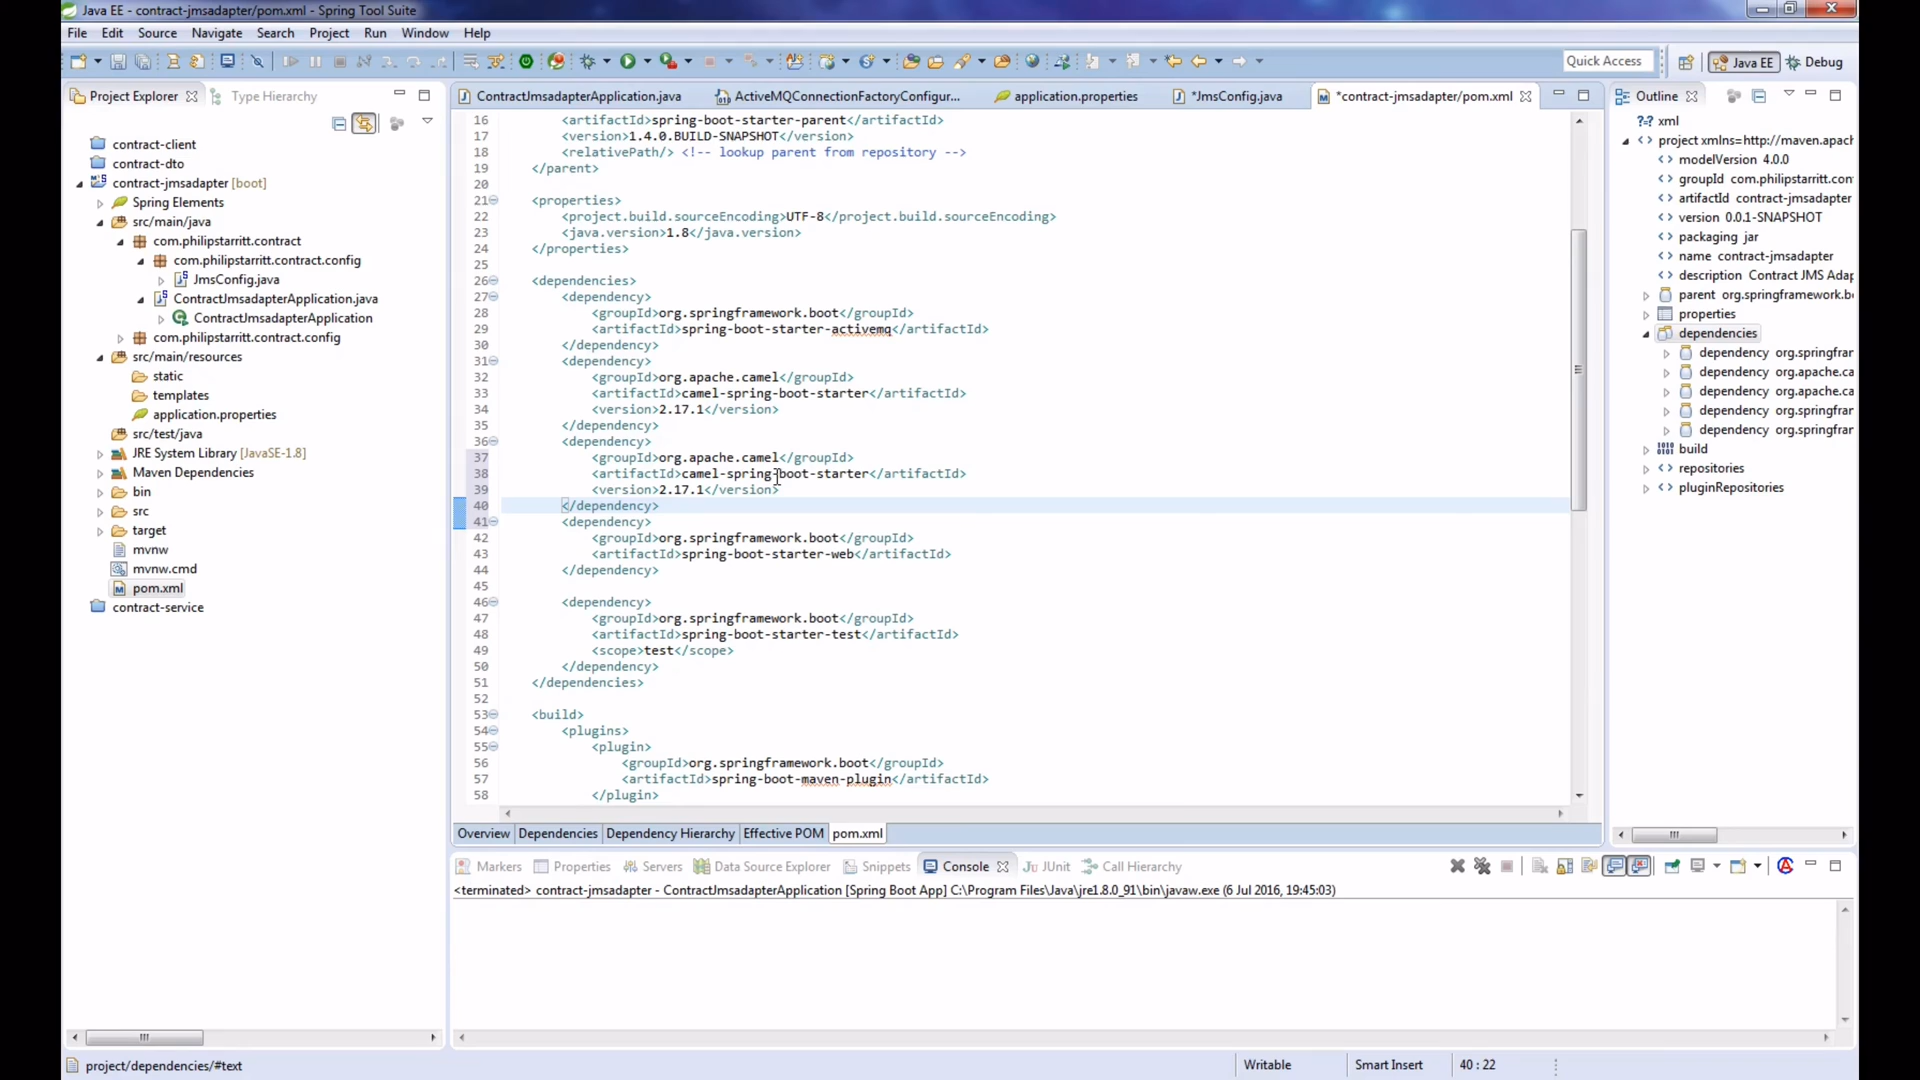 Java EE - contract-jmsadapter/pom.xml - Spring Tool Suite
File Edit Source Navigate Search Project Run Window Help
Quick Access
Java EE
Debug
Project Explorer
Type Hierarchy
contract-client
contract-dto
contract-jmsadapter [boot]
Spring Elements
src/main/java
com.philipstarritt.contract
com.philipstarritt.contract.config
JmsConfig.java
ContractJmsadapterApplication.java
ContractJmsadapterApplication
com.philipstarritt.contract.config
src/main/resources
static
templates
application.properties
src/test/java
JRE System Library [JavaSE-1.8]
Maven Dependencies
bin
src
target
mvnw
mvnw.cmd
pom.xml
contract-service
ContractJmsadapterApplication.java
ActiveMQConnectionFactoryConfigur...
application.properties
*JmsConfig.java
*contract-jmsadapter/pom.xml
16 <artifactId>spring-boot-starter-parent</artifactId>
17 <version>1.4.0.BUILD-SNAPSHOT</version>
18 <relativePath/> <!-- lookup parent from repository -->
19 </parent>
20
21 <properties>
22 <project.build.sourceEncoding>UTF-8</project.build.sourceEncoding>
23 <java.version>1.8</java.version>
24 </properties>
25
26 <dependencies>
27 <dependency>
28 <groupId>org.springframework.boot</groupId>
29 <artifactId>spring-boot-starter-activemq</artifactId>
30 </dependency>
31 <dependency>
32 <groupId>org.apache.camel</groupId>
33 <artifactId>camel-spring-boot-starter</artifactId>
34 <version>2.17.1</version>
35 </dependency>
36 <dependency>
37 <groupId>org.apache.camel</groupId>
38 <artifactId>camel-spring-boot-starter</artifactId>
39 <version>2.17.1</version>
40 </dependency>
41 <dependency>
42 <groupId>org.springframework.boot</groupId>
43 <artifactId>spring-boot-starter-web</artifactId>
44 </dependency>
45
46 <dependency>
47 <groupId>org.springframework.boot</groupId>
48 <artifactId>spring-boot-starter-test</artifactId>
49 <scope>test</scope>
50 </dependency>
51 </dependencies>
52
53 <build>
54 <plugins>
55 <plugin>
56 <groupId>org.springframework.boot</groupId>
57 <artifactId>spring-boot-maven-plugin</artifactId>
58 </plugin>
Overview Dependencies Dependency Hierarchy Effective POM pom.xml
Outline
?=? xml
project xmlns=http://maven.apach
modelVersion 4.0.0
groupId com.philipstarritt.con
artifactId contract-jmsadapter
version 0.0.1-SNAPSHOT
packaging jar
name contract-jmsadapter
description Contract JMS Adap
parent org.springframework.b
properties
dependencies
dependency org.springfrar
dependency org.apache.ca
dependency org.apache.ca
dependency org.springfrar
dependency org.springfrar
build
repositories
pluginRepositories
Markers Properties Servers Data Source Explorer Snippets Console JUnit Call Hierarchy
<terminated> contract-jmsadapter - ContractJmsadapterApplication [Spring Boot App] C:\Program Files\Java\jre1.8.0_91\bin\javaw.exe (6 Jul 2016, 19:45:03)
project/dependencies/#text
Writable
Smart Insert
40 : 22